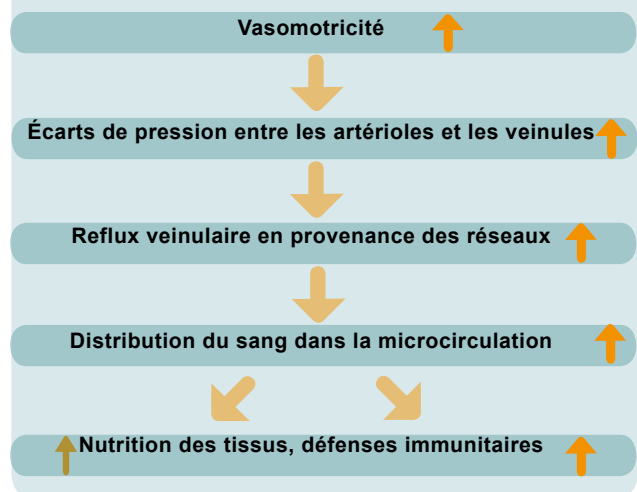 Vasomotricité
Écarts de pression entre les artérioles et les veinules
Reflux veinulaire en provenance des réseaux
Distribution du sang dans la microcirculation
Nutrition des tissus, défenses immunitaires